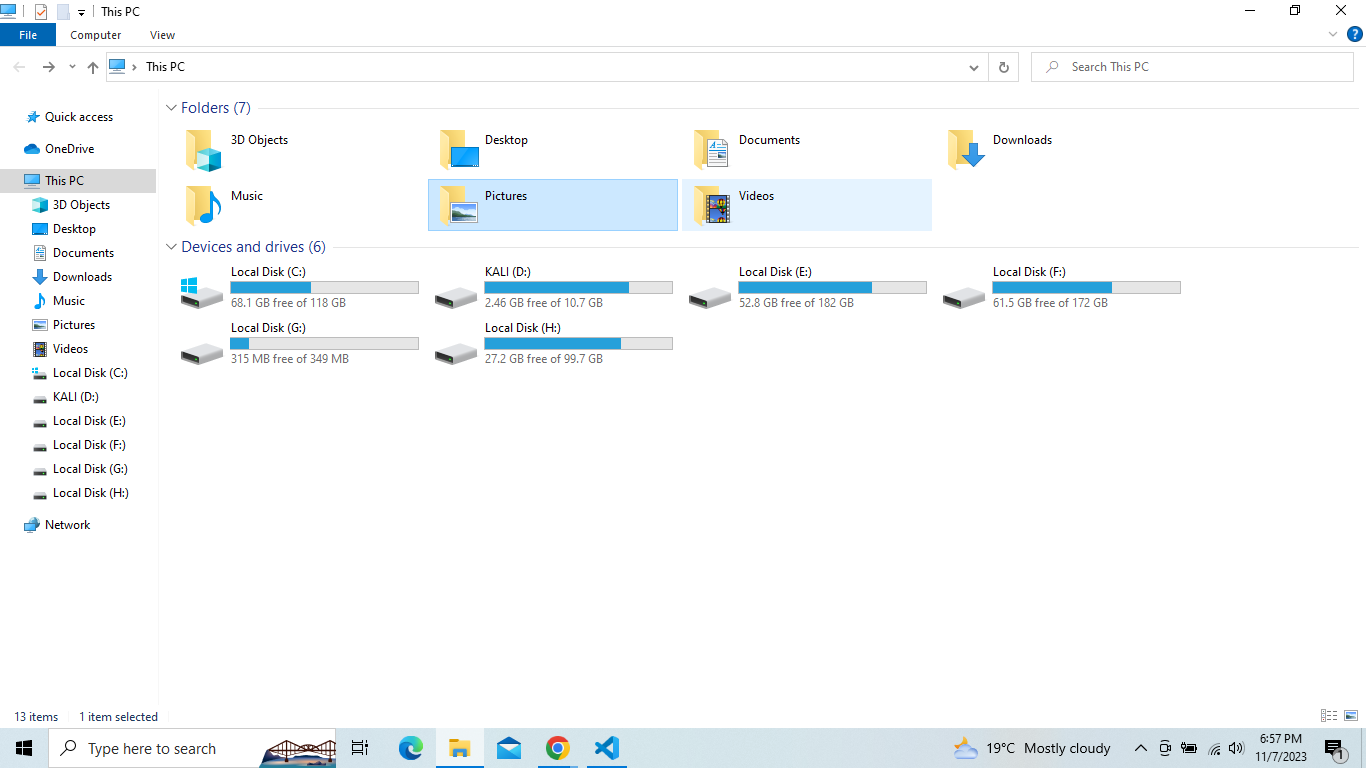 This PC
File Computer View
This PC
Search This PC
Quick access
OneDrive
This PC
3D Objects
Desktop
Documents
Downloads
Music
Pictures
Videos
Local Disk (C:)
KALI (D:)
Local Disk (E:)
Local Disk (F:)
Local Disk (G:)
Local Disk (H:)
Network
Folders (7)
3D Objects
Desktop
Documents
Downloads
Music
Pictures
Videos
Devices and drives (6)
Local Disk (C:)
68.1 GB free of 118 GB
KALI (D:)
2.46 GB free of 10.7 GB
Local Disk (E:)
52.8 GB free of 182 GB
Local Disk (F:)
61.5 GB free of 172 GB
Local Disk (G:)
315 MB free of 349 MB
Local Disk (H:)
27.2 GB free of 99.7 GB
13 items 1 item selected
Type here to search
19°C Mostly cloudy
6:57 PM
11/7/2023
1